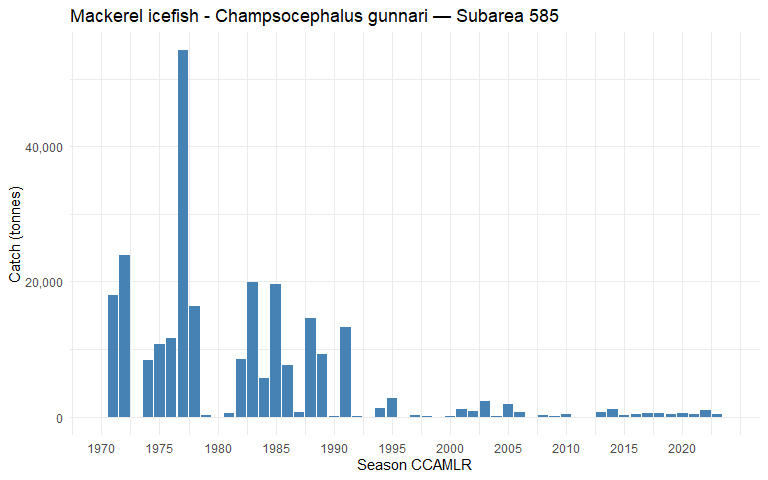 Mackerel icefish - Champsocephalus gunnari — Subarea 585
Catch (tonnes)
40,000
20,000
0
1970 1975 1980 1985 1990 1995 2000 2005 2010 2015 2020
Season CCAMLR